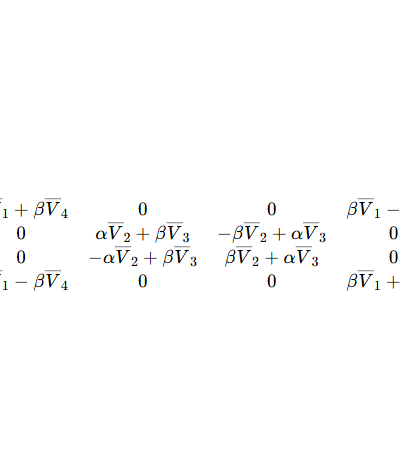 ₁ + βV̅₄ 0 0 βV̅₁ −
0 αV̅₂ + βV̅₃ −βV̅₂ + αV̅₃ 0
0 −αV̅₂ + βV̅₃ βV̅₂ + αV̅₃ 0
₁ − βV̅₄ 0 0 βV̅₁ +